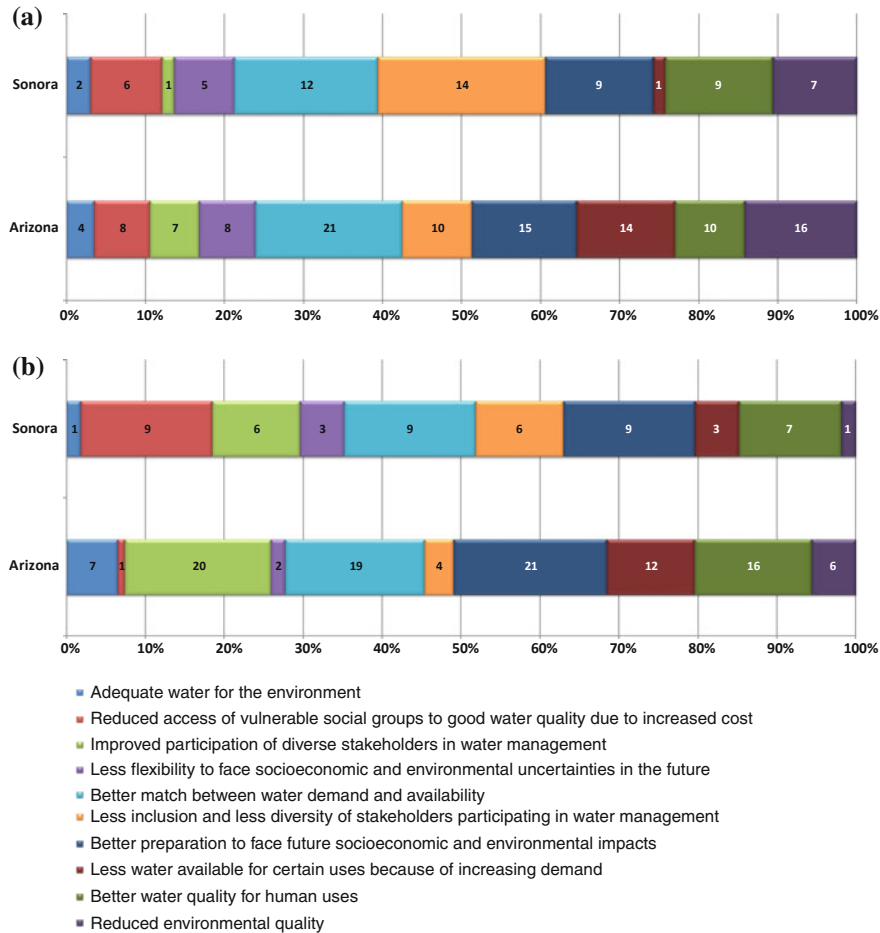 (a)
Sonora 2 6 1 5 12 14 9 1 9 7
Arizona 4 8 7 8 21 10 15 14 10 16
0% 10% 20% 30% 40% 50% 60% 70% 80% 90% 100%
(b)
Sonora 1 9 6 3 9 6 9 3 7 1
Arizona 7 1 20 2 19 4 21 12 16 6
0% 10% 20% 30% 40% 50% 60% 70% 80% 90% 100%
Adequate water for the environment
Reduced access of vulnerable social groups to good water quality due to increased cost
Improved participation of diverse stakeholders in water management
Less flexibility to face socioeconomic and environmental uncertainties in the future
Better match between water demand and availability
Less inclusion and less diversity of stakeholders participating in water management
Better preparation to face future socioeconomic and environmental impacts
Less water available for certain uses because of increasing demand
Better water quality for human uses
Reduced environmental quality